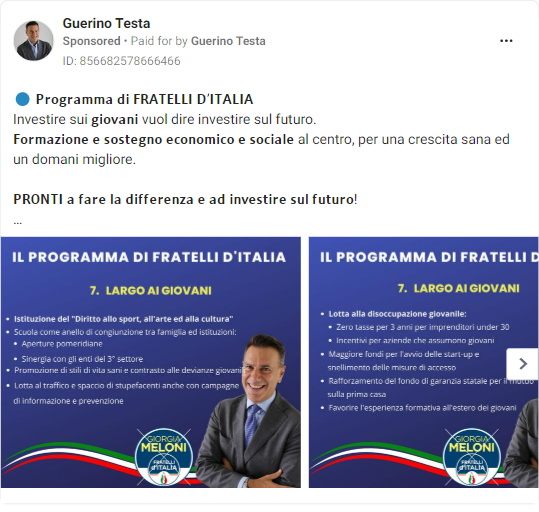 Guerino Testa
Sponsored • Paid for by Guerino Testa
ID: 856682578666466
Programma di FRATELLI D'ITALIA
Investire sui giovani vuol dire investire sul futuro.
Formazione e sostegno economico e sociale al centro, per una crescita sana ed
un domani migliore.
PRONTI a fare la differenza e ad investire sul futuro!
...
IL PROGRAMMA DI FRATELLI D'ITALIA
7. LARGO AI GIOVANI
• Istituzione del "Diritto allo sport, all'arte ed alla cultura"
• Scuola come anello di congiunzione tra famiglia ed istituzioni:
• Aperture pomeridiane
• Sinergia con gli enti del 3° settore
• Promozione di stili di vita sani e contrasto alle devianze giovanili
• Lotta al traffico e spaccio di stupefacenti anche con campagne
di informazione e prevenzione
GIORGIA
MELONI
FRATELLI
d'ITALIA
IL PROGRAMMA DI FRATELLI D
7. LARGO AI GIOVANI
• Lotta alla disoccupazione giovanile:
• Zero tasse per 3 anni per imprenditori under 30
• Incentivi per aziende che assumono giovani
• Maggiore fondi per l'avvio delle start-up e
snellimento delle misure di accesso
• Rafforzamento del fondo di garanzia statale per il mutuo
sulla prima casa
• Favorire l'esperienza formativa all'estero dei giovani
GIORGIA
MELONI
FRATELLI
d'ITALIA